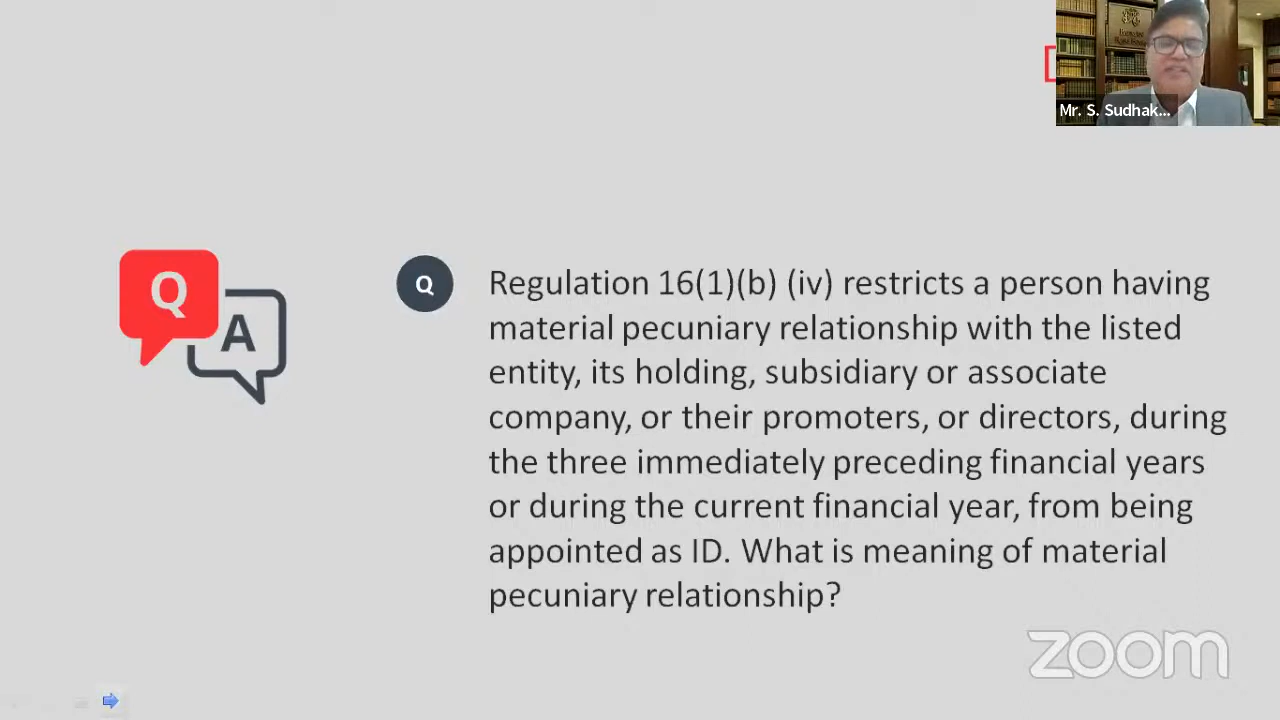 Mr. S. Sudhak...
Q
A
Q
Regulation 16(1)(b) (iv) restricts a person having
material pecuniary relationship with the listed
entity, its holding, subsidiary or associate
company, or their promoters, or directors, during
the three immediately preceding financial years
or during the current financial year, from being
appointed as ID. What is meaning of material
pecuniary relationship?
zoom